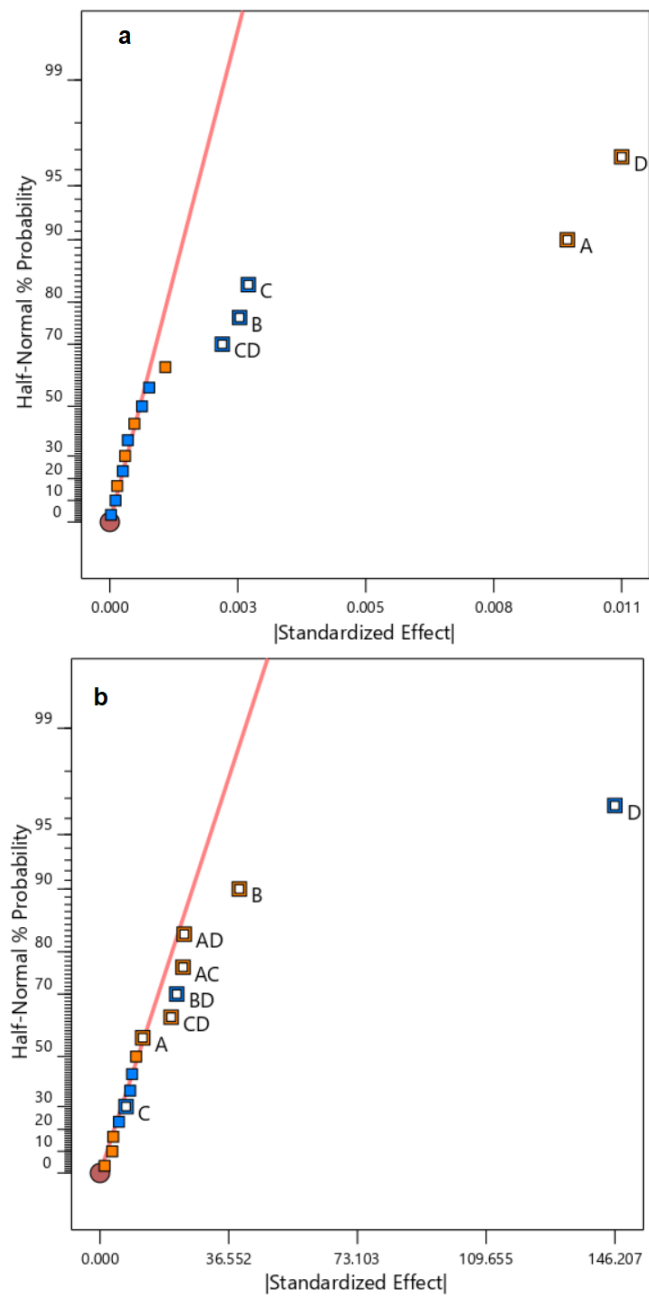 a
99
95
90
80
70
50
30
20
10
0
Half-Normal % Probability
D
A
C
B
CD
0.000 0.003 0.005 0.008 0.011
|Standardized Effect|
b
99
95
90
80
70
50
30
20
10
0
Half-Normal % Probability
D
B
AD
AC
BD
CD
A
C
0.000 36.552 73.103 109.655 146.207
|Standardized Effect|